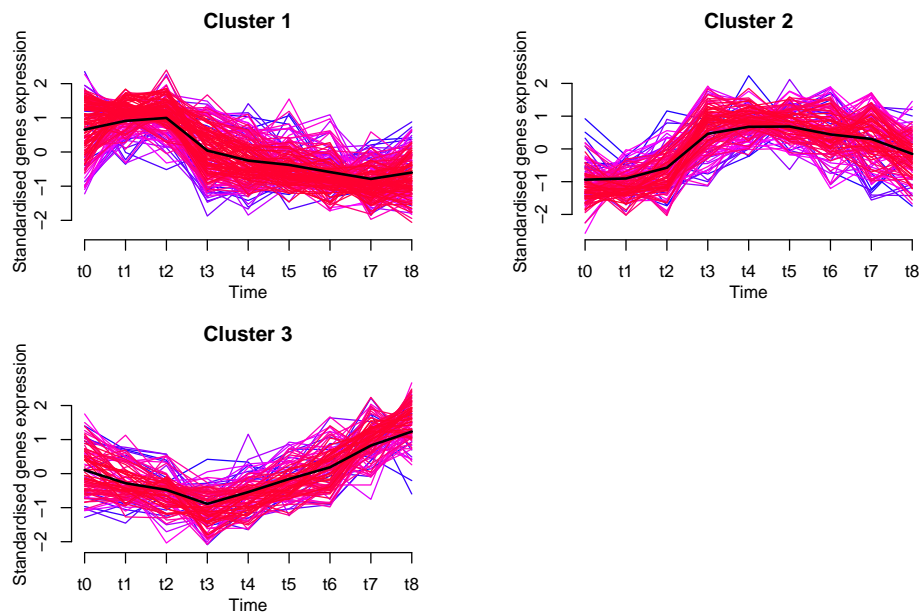 Cluster 1
Standardised genes expression
2
1
0
−1
−2
t0 t1 t2 t3 t4 t5 t6 t7 t8
Time
Cluster 2
Standardised genes expression
2
1
0
−1
−2
t0 t1 t2 t3 t4 t5 t6 t7 t8
Time
Cluster 3
Standardised genes expression
2
1
0
−1
−2
t0 t1 t2 t3 t4 t5 t6 t7 t8
Time